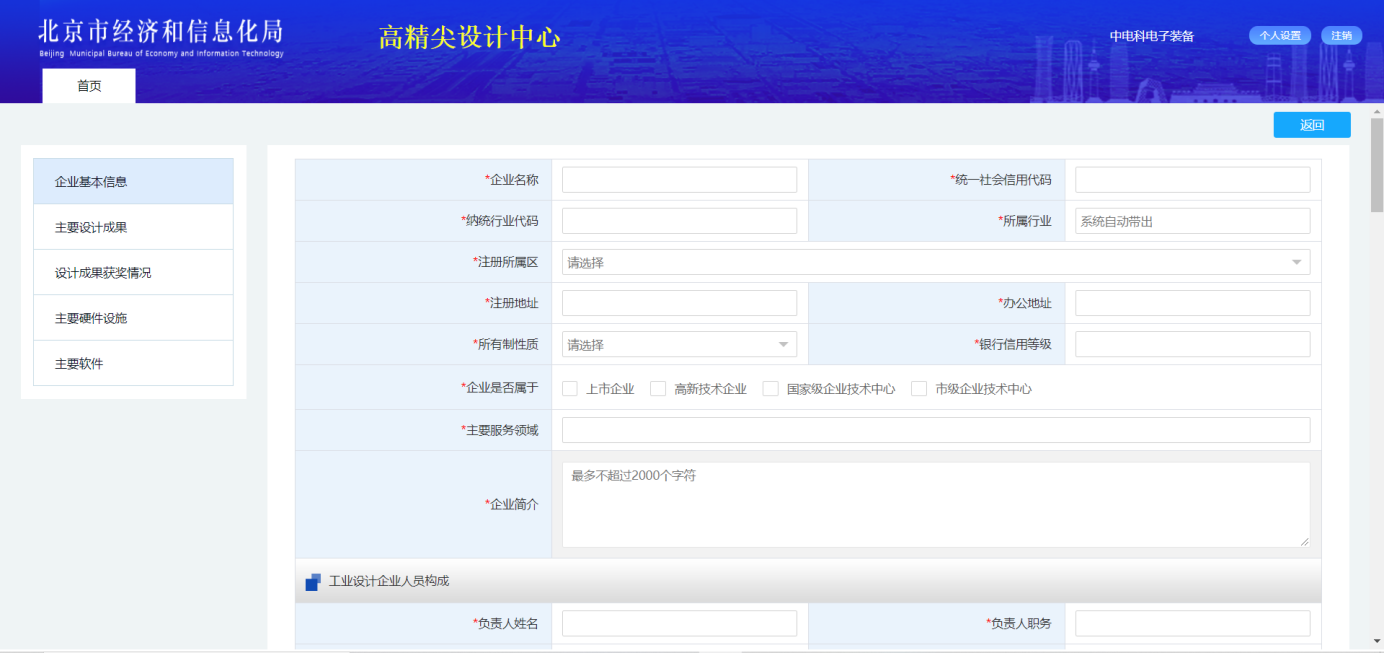 北京市经济和信息化局
Beijing Municipal Bureau of Economy and Information Technology
高精尖设计中心
中电科电子装备
个人设置
注销
首页
返回
企业基本信息
主要设计成果
设计成果获奖情况
主要硬件设施
主要软件
*企业名称
*统一社会信用代码
*纳统行业代码
*所属行业
系统自动带出
*注册所属区
请选择
*注册地址
*办公地址
*所有制性质
请选择
*银行信用等级
*企业是否属于
上市企业
高新技术企业
国家级企业技术中心
市级企业技术中心
*主要服务领域
*企业简介
最多不超过2000个字符
工业设计企业人员构成
*负责人姓名
*负责人职务